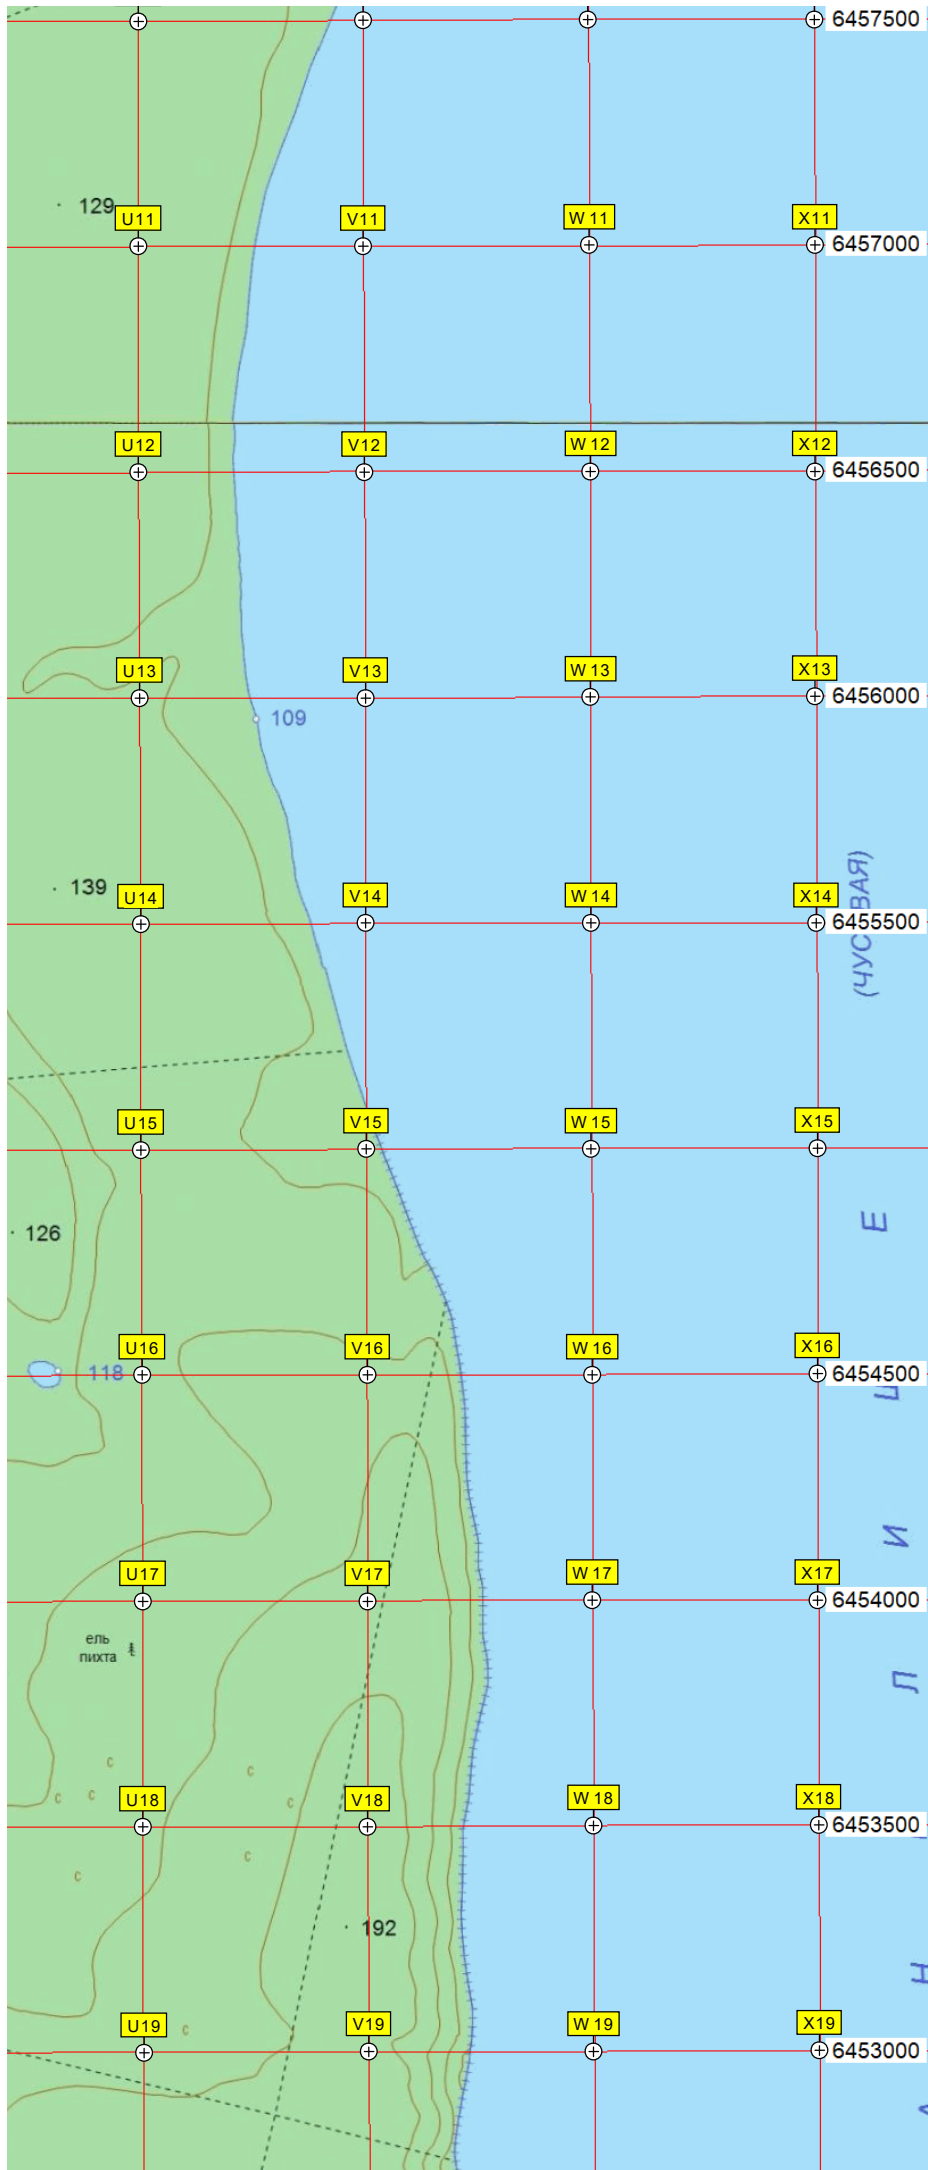 6457500
129
U11 V11 W 11 X11
6457000
U12 V12 W 12 X12
6456500
U13 V13 W 13 X13
6456000
109
139
U14 V14 W 14 X14
6455500
U15 V15 W 15 X15
126
Е
U16 V16 W 16 X16
118
6454500
И
U17 V17 W 17 X17
6454000
ель
пихта
Л
с
с
с
с
с
U18 V18 W 18 X18
6453500
с
с
192
Н
U19 V19 W 19 X19
с
6453000